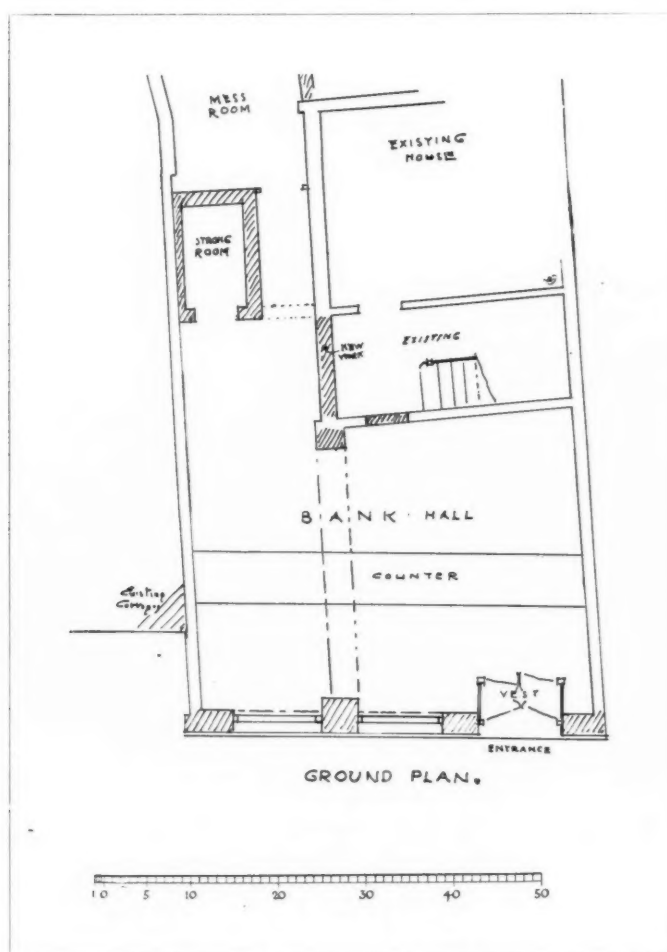 MESS
ROOM
EXISTING
HOUSE
STRONG
ROOM
NEW
WORK
EXISTING
BANK HALL
COUNTER
Existing
VEST
ENTRANCE
GROUND PLAN.
10 5 10 20 30 40 50